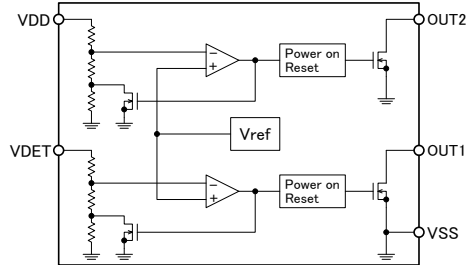 VDD
OUT2
−
+
Power on
Reset
Vref
VDET
OUT1
−
+
Power on
Reset
VSS